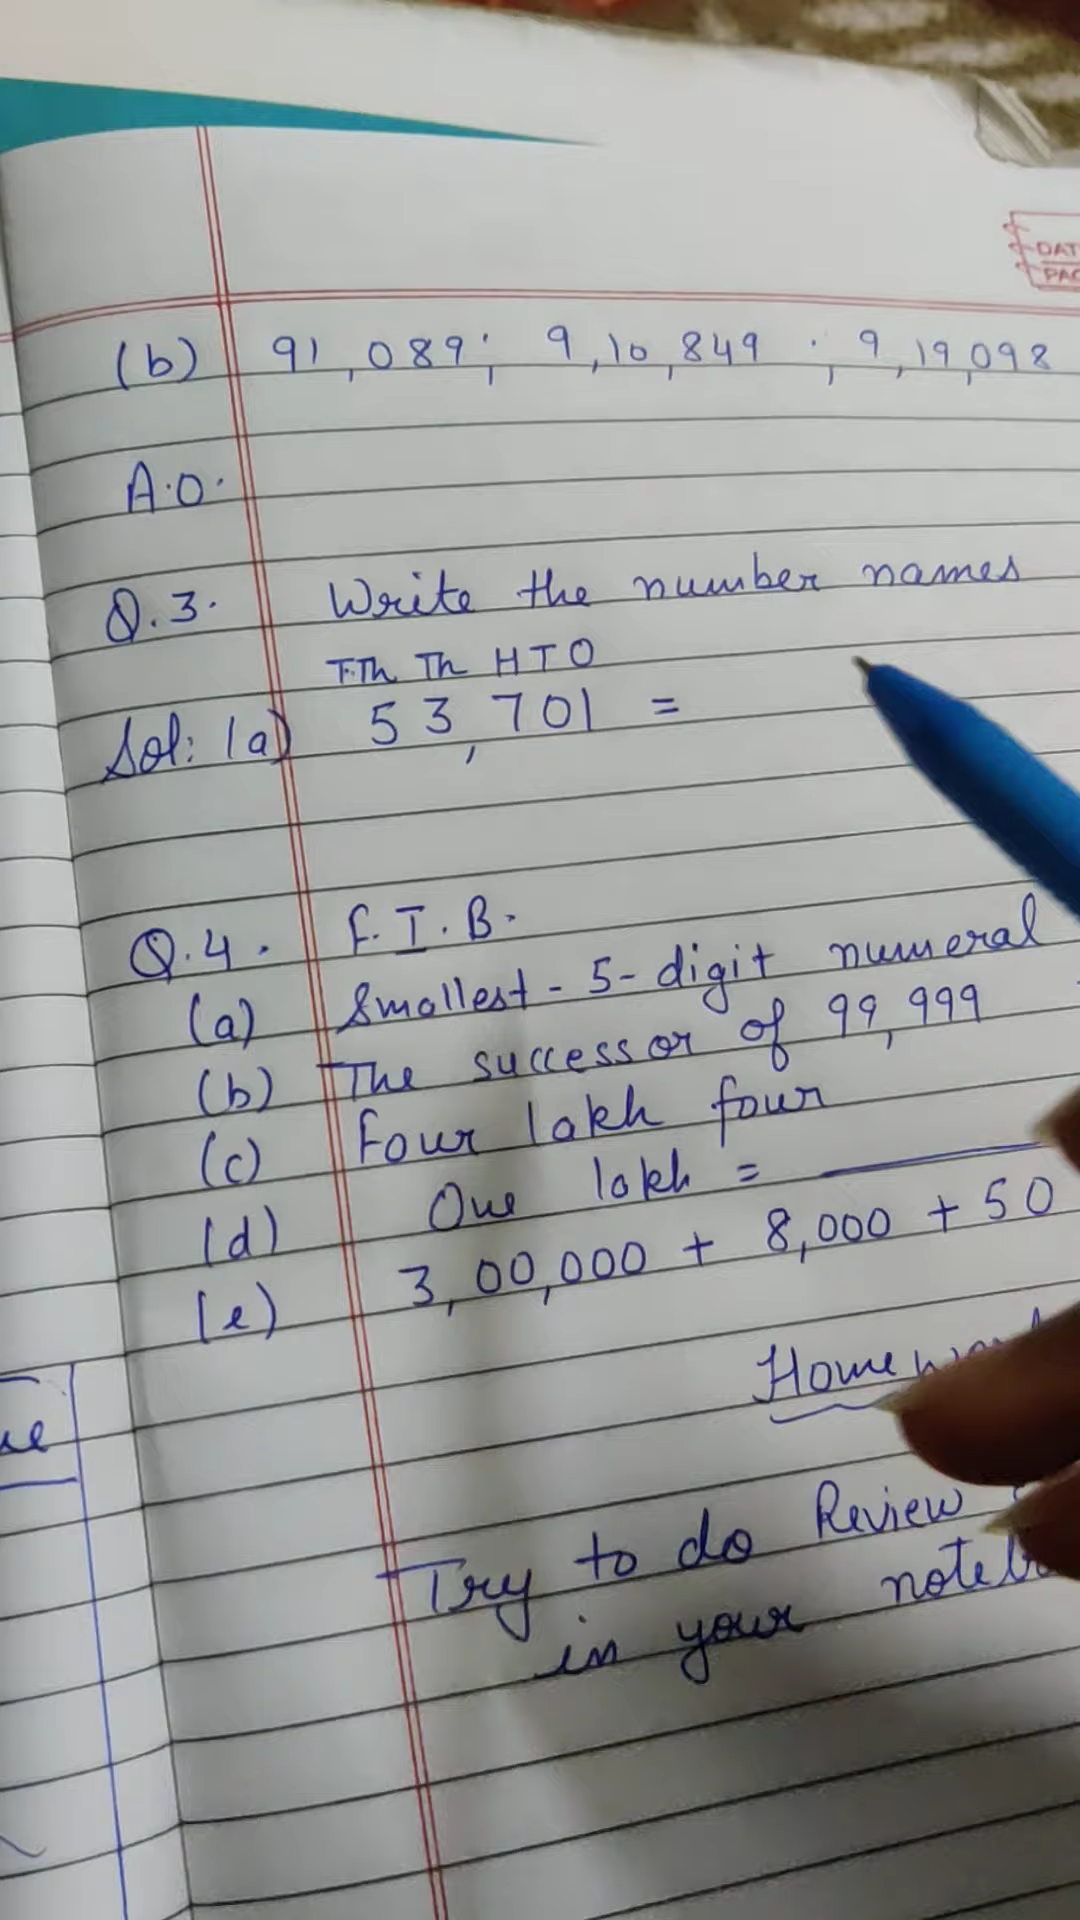 DAT
PAG
(b) 91,089; 9,10,849 ; 9,19,098
A.O.
Q.3. Write the number names
T.Th Th H T O
Sol: (a) 53,701 =
Q.4. F.I.B.
(a) Smallest - 5-digit numeral
(b) The successor of 99,999
(c) Four lakh four
(d) One lakh = ______
(e) 3,00,000 + 8,000 + 50
Try to do Review
in your